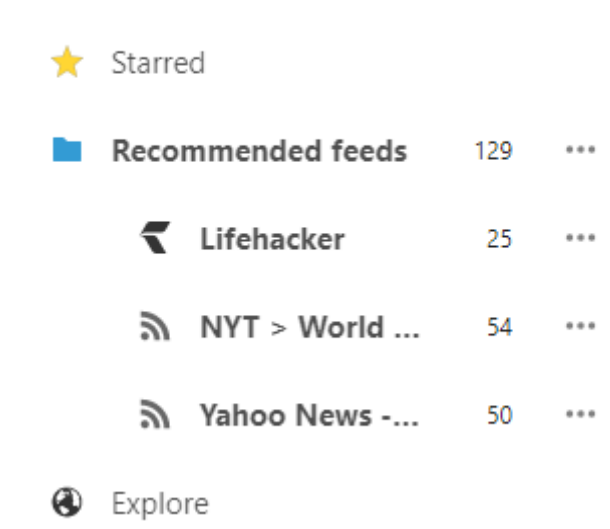 Starred
Recommended feeds 129 •••
Lifehacker 25 •••
NYT > World ... 54 •••
Yahoo News -... 50 •••
Explore